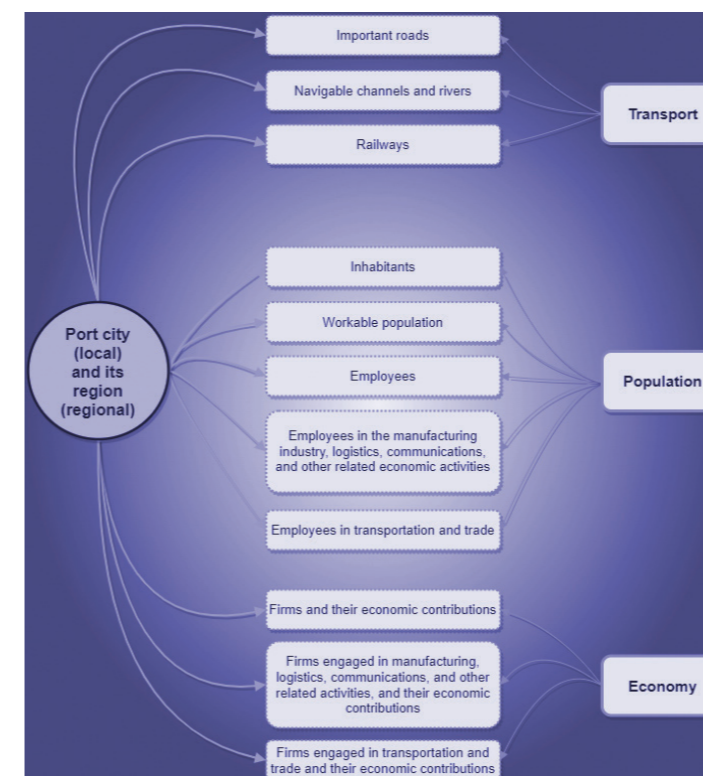 Important roads
Navigable channels and rivers
Railways
Transport
Inhabitants
Workable population
Employees
Employees in the manufacturing
industry, logistics, communications,
and other related economic activities
Employees in transportation and trade
Population
Port city
(local)
and its
region
(regional)
Firms and their economic contributions
Firms engaged in manufacturing,
logistics, communications, and other
related activities, and their economic
contributions
Firms engaged in transportation and
trade and their economic contributions
Economy